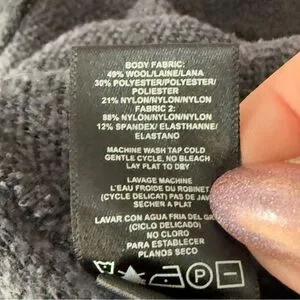 BODY FABRIC:
49% WOOL/LAINE/LANA
30% POLYESTER/POLYESTER/
POLIESTER
21% NYLON/NYLON/NYLON
FABRIC 2:
88% NYLON/NYLON/NYLON
12% SPANDEX/ ELASTHANNE/
ELASTANO
MACHINE WASH TAP COLD
GENTLE CYCLE, NO BLEACH
LAY FLAT TO DRY
LAVAGE MACHINE
L'EAU FROIDE DU ROBINET
(CYCLE DELICAT) PAS DE JAV
SECHER A PLAT
LAVAR CON AGUA FRIA DEL GR
(CICLO DELICADO)
NO CLORO
PARA ESTABLECER
PLANOS SECO
P